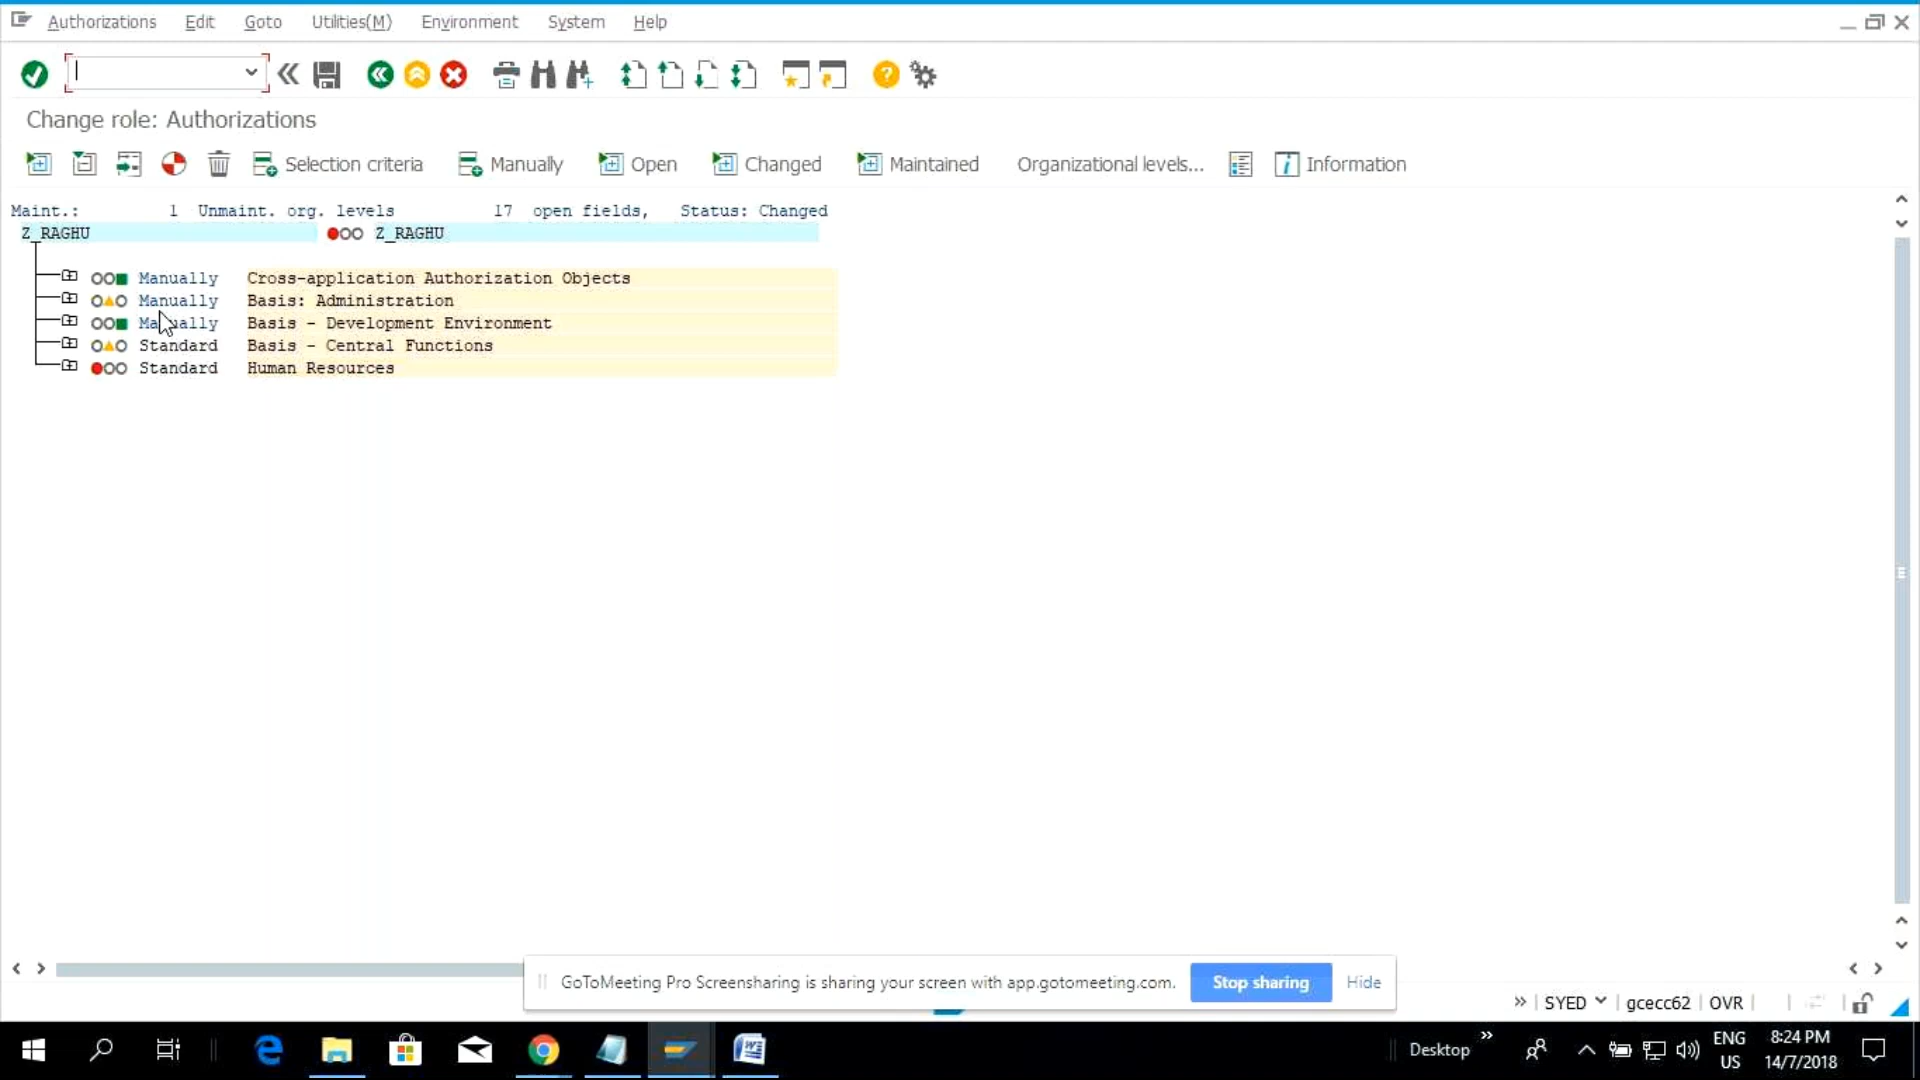 Authorizations Edit Goto Utilities(M) Environment System Help
Change role: Authorizations
Selection criteria Manually Open Changed Maintained Organizational levels... Information
Maint.: 1 Unmaint. org. levels 17 open fields, Status: Changed
Z_RAGHU Z_RAGHU
Manually Cross-application Authorization Objects
Manually Basis: Administration
Manually Basis - Development Environment
Standard Basis - Central Functions
Standard Human Resources
GoToMeeting Pro Screensharing is sharing your screen with app.gotomeeting.com. Stop sharing Hide
SYED gcecc62 OVR
Desktop ENG US 8:24 PM 14/7/2018